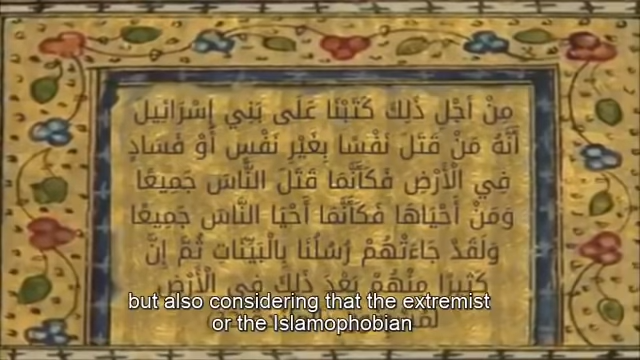 مِنْ أَجْلِ ذَٰلِكَ كَتَبْنَا عَلَىٰ بَنِي إِسْرَائِيلَ
أَنَّهُ مَنْ قَتَلَ نَفْسًا بِغَيْرِ نَفْسٍ أَوْ فَسَادٍ
فِي الْأَرْضِ فَكَأَنَّمَا قَتَلَ النَّاسَ جَمِيعًا
وَمَنْ أَحْيَاهَا فَكَأَنَّمَا أَحْيَا النَّاسَ جَمِيعًا
وَلَقَدْ جَاءَتْهُمْ رُسُلُنَا بِالْبَيِّنَاتِ ثُمَّ إِنَّ
كَثِيرًا مِنْهُمْ بَعْدَ ذَٰلِكَ فِي الْأَرْضِ
but also considering that the extremist
or the Islamophobian